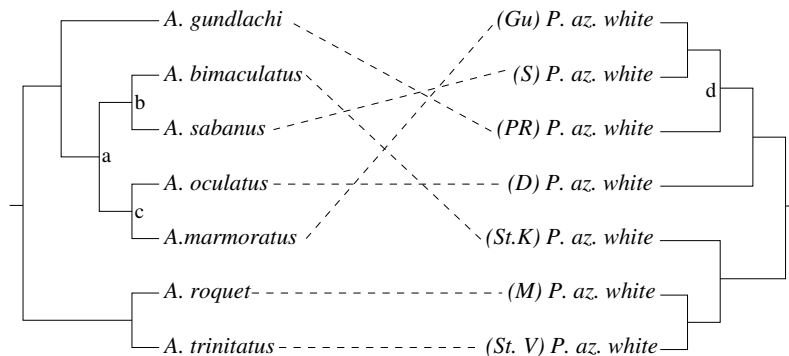 A. gundlachi (Gu) P. az. white
A. bimaculatus (S) P. az. white
d
b
A. sabanus (PR) P. az. white
a
A. oculatus (D) P. az. white
c
A.marmoratus (St.K) P. az. white
A. roquet (M) P. az. white
A. trinitatus (St. V) P. az. white